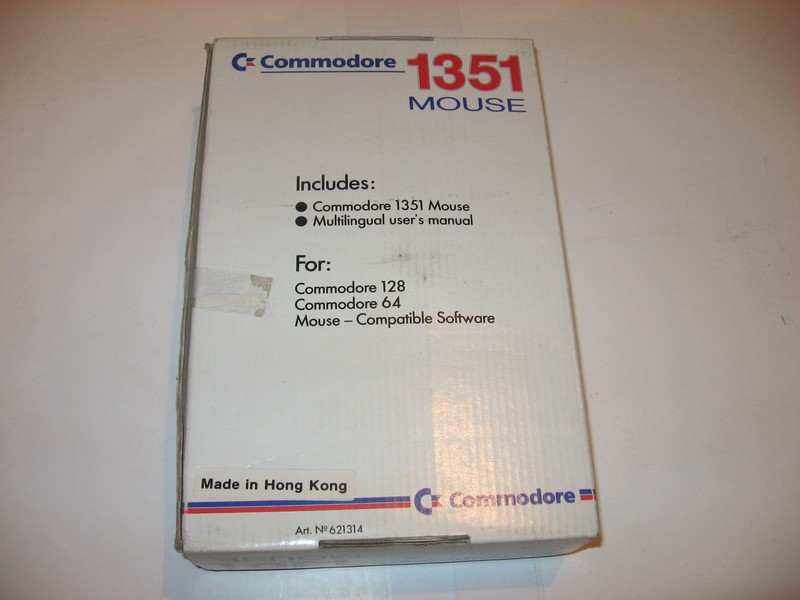 Commodore 1351
MOUSE
Includes:
● Commodore 1351 Mouse
● Multilingual user's manual
For:
Commodore 128
Commodore 64
Mouse – Compatible Software
Made in Hong Kong
Commodore
Art. Nº 621314